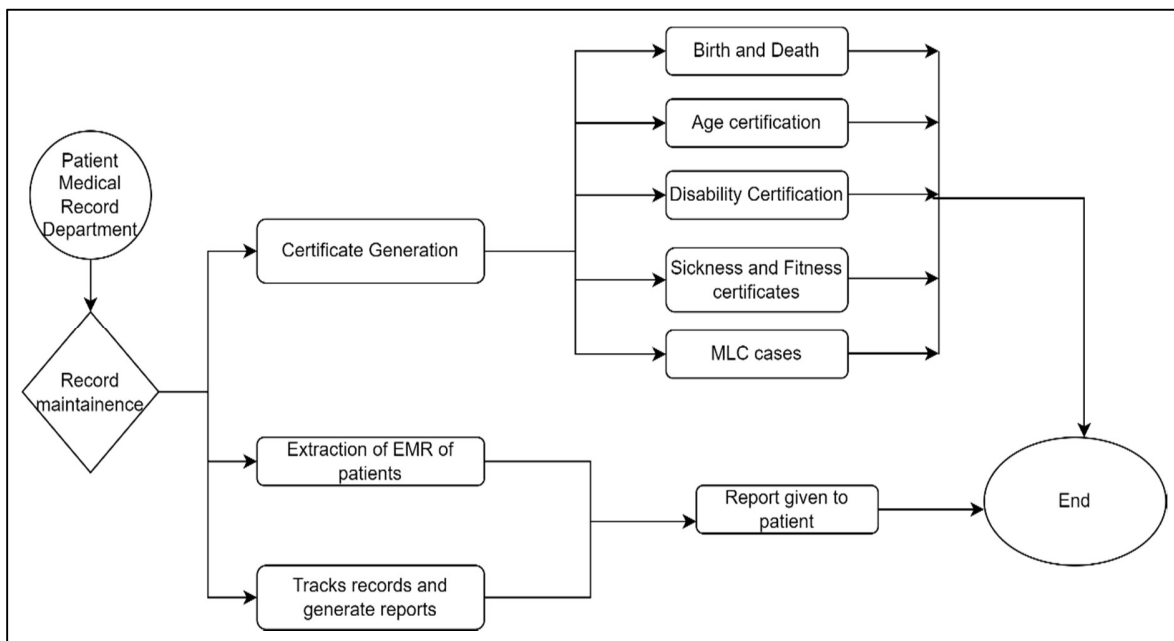 Patient
Medical
Record
Department
Record
maintainence
Certificate Generation
Birth and Death
Age certification
Disability Certification
Sickness and Fitness
certificates
MLC cases
Extraction of EMR of
patients
Tracks records and
generate reports
Report given to
patient
End